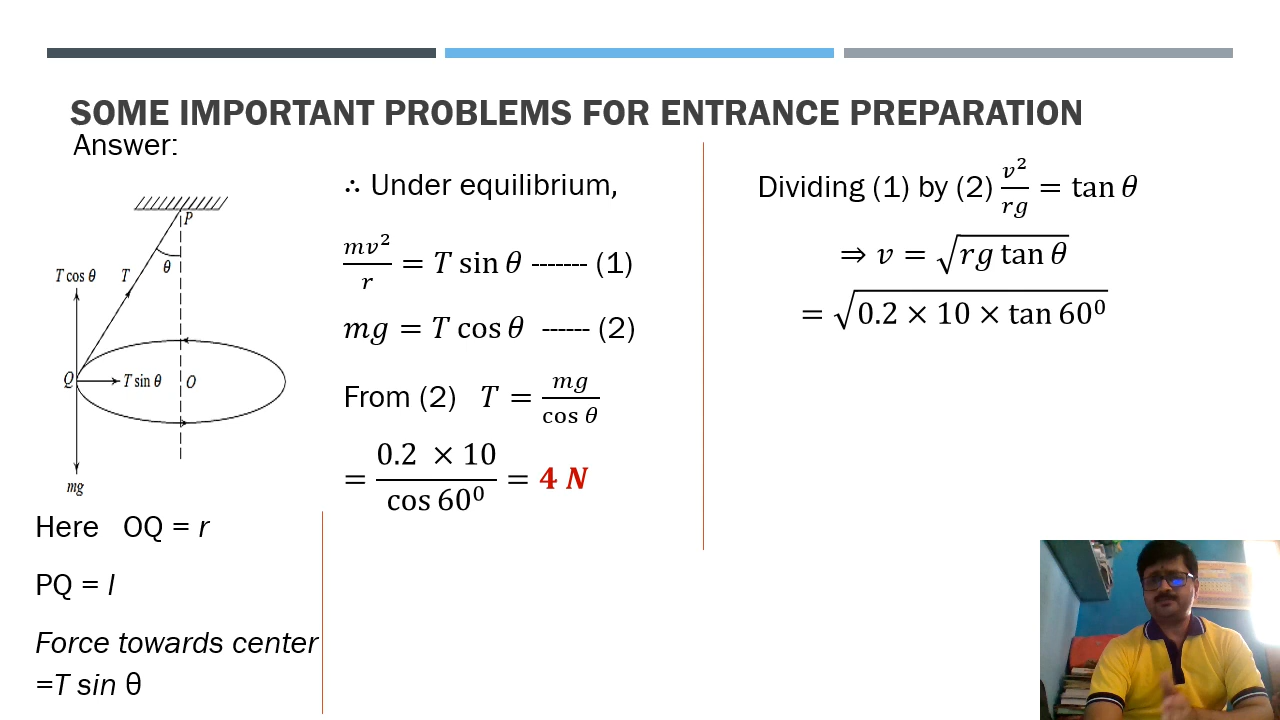 SOME IMPORTANT PROBLEMS FOR ENTRANCE PREPARATION
Answer:
P
θ
T cos θ
T
Q
T sin θ
O
mg
Here OQ = r
PQ = l
Force towards center
=T sin θ
∴ Under equilibrium,
mv²/r = T sin θ ------- (1)
mg = T cos θ ------ (2)
From (2) T = mg/cos θ
= 0.2 × 10/cos 60⁰ = 4 N
Dividing (1) by (2) v²/rg = tan θ
⇒ v = √rg tan θ
= √0.2 × 10 × tan 60⁰